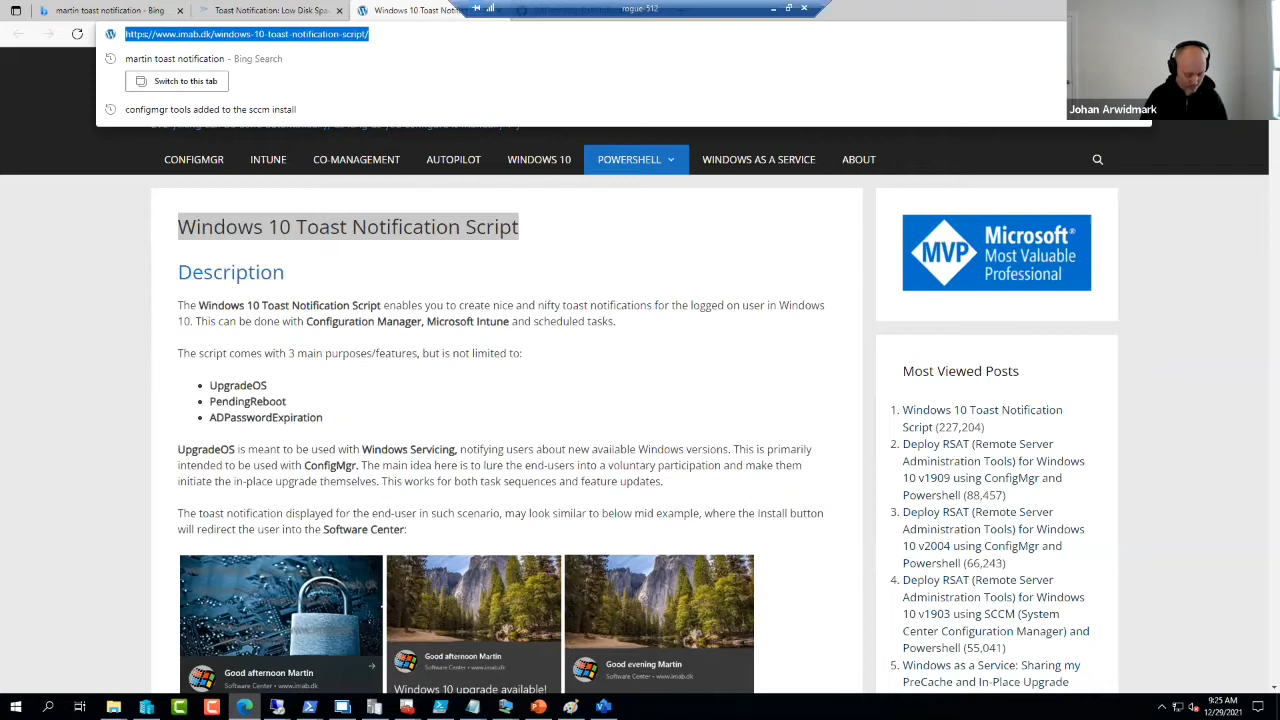 martin toast notification - Bing
Toast Notification - Low Disk Spa
Windows 10
rogue-512
https://www.imab.dk/windows-10-toast-notification-script/
martin toast notification - Bing Search
Switch to this tab
configmgr tools added to the sccm install
Johan Arwidmark
CONFIGMGR INTUNE CO-MANAGEMENT AUTOPILOT WINDOWS 10 POWERSHELL WINDOWS AS A SERVICE ABOUT
Windows 10 Toast Notification Script
Description
The Windows 10 Toast Notification Script enables you to create nice and nifty toast notifications for the logged on user in Windows
10. This can be done with Configuration Manager, Microsoft Intune and scheduled tasks.
The script comes with 3 main purposes/features, but is not limited to:
UpgradeOS
PendingReboot
ADPasswordExpiration
UpgradeOS is meant to be used with Windows Servicing, notifying users about new available Windows versions. This is primarily
intended to be used with ConfigMgr. The main idea here is to lure the end-users into a voluntary participation and make them
initiate the in-place upgrade themselves. This works for both task sequences and feature updates.
The toast notification displayed for the end-user in such scenario, may look similar to below mid example, where the Install button
will redirect the user into the Software Center:
Good afternoon Martin
Software Center • www.imab.dk
Good afternoon Martin
Software Center • www.imab.dk
Windows 10 upgrade available!
Good evening Martin
Software Center • www.imab.dk
MVP
Microsoft®
Most Valuable
Professional
Most Viewed Posts
1. Windows 10 Toast Notification
Script (227,204)
2. Deploy RSAT (Remote Server
Administration Tools) for Windows
10 v1909 using ConfigMgr and
Powershell (88,457)
3. Deploy RSAT (Remote Server
Administration Tools) for Windows
10 v2004 using ConfigMgr and
Powershell (66,243)
4. Deploy RSAT (Remote Server
Administration Tools) for Windows
10 v1903 using SCCM (System
Center Configuration Manager) and
Powershell (55,041)
5. Windows as a Service: Sharing my
PreCache and In-Place Upgrade
9:25 AM
12/29/2021